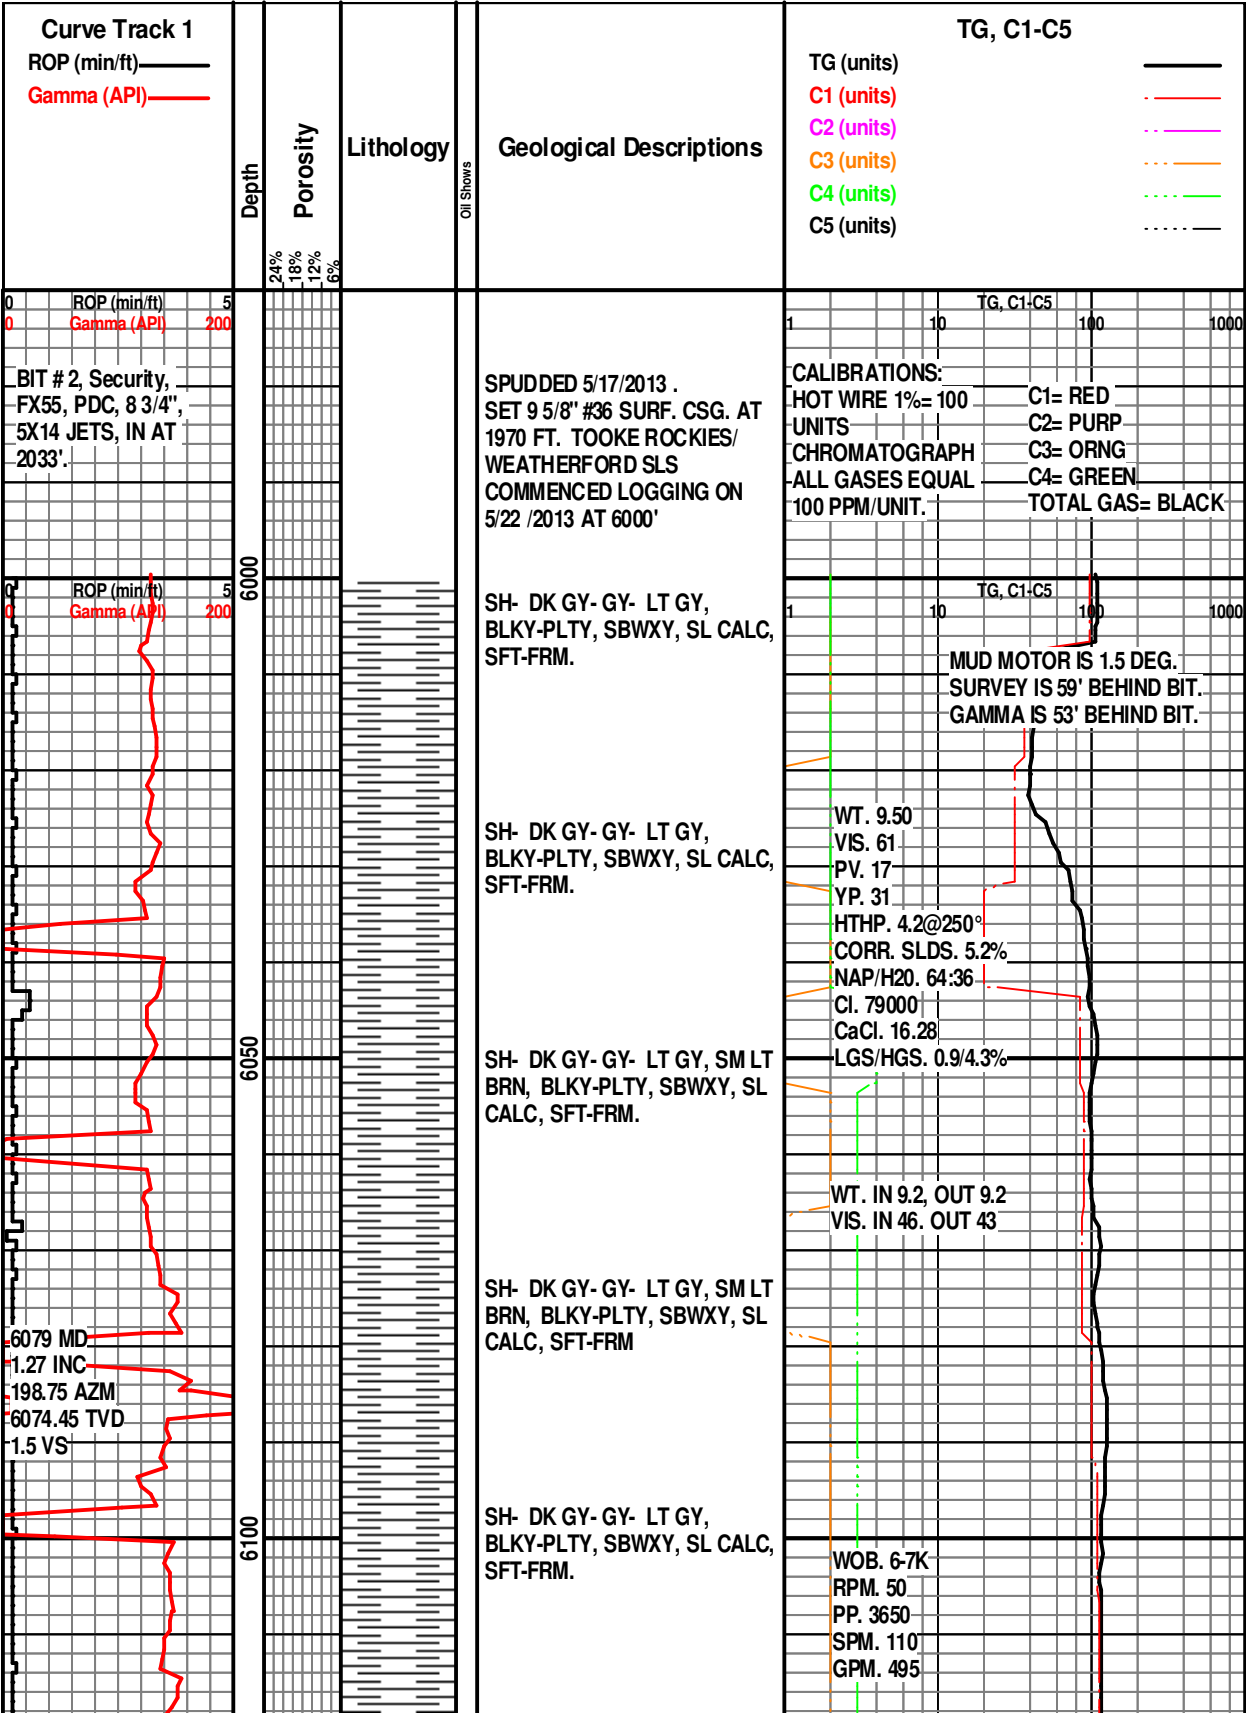 Curve Track 1
ROP (min/ft)
Gamma (API)
Depth
Porosity
24%
18%
12%
6%
Lithology
Oil Shows
Geological Descriptions
TG, C1-C5
TG (units)
C1 (units)
C2 (units)
C3 (units)
C4 (units)
C5 (units)
0 ROP (min/ft) 5
0 Gamma (API) 200
TG, C1-C5
1 10 100 1000
BIT # 2, Security,
FX55, PDC, 8 3/4",
5X14 JETS, IN AT
2033'.
SPUDDED 5/17/2013 .
SET 9 5/8" #36 SURF. CSG. AT
1970 FT. TOOKE ROCKIES/
WEATHERFORD SLS
COMMENCED LOGGING ON
5/22 /2013 AT 6000'
CALIBRATIONS:
HOT WIRE 1%= 100
UNITS
CHROMATOGRAPH
ALL GASES EQUAL
100 PPM/UNIT.
C1= RED
C2= PURP
C3= ORNG
C4= GREEN
TOTAL GAS= BLACK
6000
0 ROP (min/ft) 5
0 Gamma (API) 200
TG, C1-C5
1 10 100 1000
SH- DK GY- GY- LT GY,
BLKY-PLTY, SBWXY, SL CALC,
SFT-FRM.
MUD MOTOR IS 1.5 DEG.
SURVEY IS 59' BEHIND BIT.
GAMMA IS 53' BEHIND BIT.
SH- DK GY- GY- LT GY,
BLKY-PLTY, SBWXY, SL CALC,
SFT-FRM.
WT. 9.50
VIS. 61
PV. 17
YP. 31
HTHP. 4.2@250°
CORR. SLDS. 5.2%
NAP/H20. 64:36
Cl. 79000
CaCl. 16.28
LGS/HGS. 0.9/4.3%
6050
SH- DK GY- GY- LT GY, SM LT
BRN, BLKY-PLTY, SBWXY, SL
CALC, SFT-FRM.
WT. IN 9.2, OUT 9.2
VIS. IN 46. OUT 43
SH- DK GY- GY- LT GY, SM LT
BRN, BLKY-PLTY, SBWXY, SL
CALC, SFT-FRM
6079 MD
1.27 INC
198.75 AZM
6074.45 TVD
1.5 VS
6100
SH- DK GY- GY- LT GY,
BLKY-PLTY, SBWXY, SL CALC,
SFT-FRM.
WOB. 6-7K
RPM. 50
PP. 3650
SPM. 110
GPM. 495